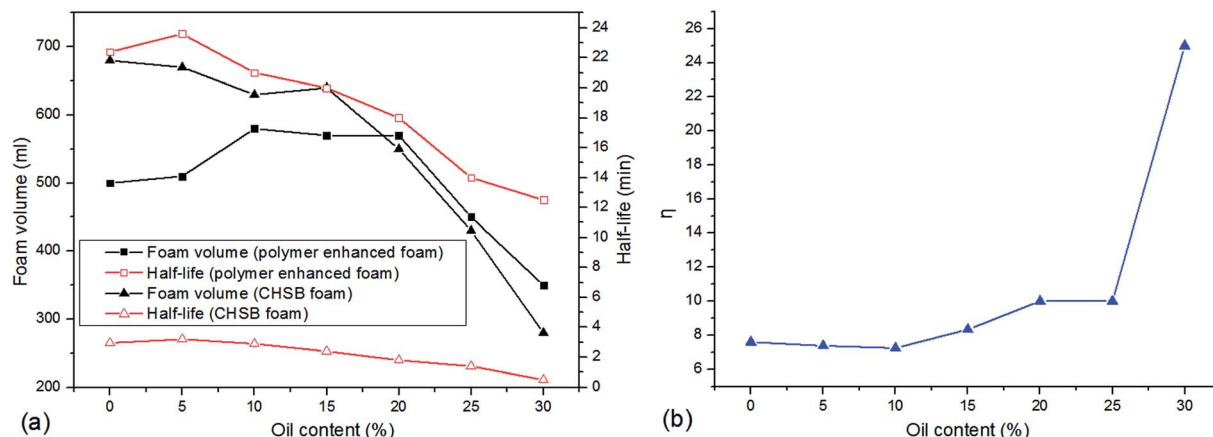 700
600
500
400
300
200
Foam volume (ml)
24
22
20
18
16
14
12
10
8
6
4
2
0
Half-life (min)
Foam volume (polymer enhanced foam)
Half-life (polymer enhanced foam)
Foam volume (CHSB foam)
Half-life (CHSB foam)
0 5 10 15 20 25 30
Oil content (%)
(a)
26
24
22
20
18
16
14
12
10
8
6
η
0 5 10 15 20 25 30
Oil content (%)
(b)